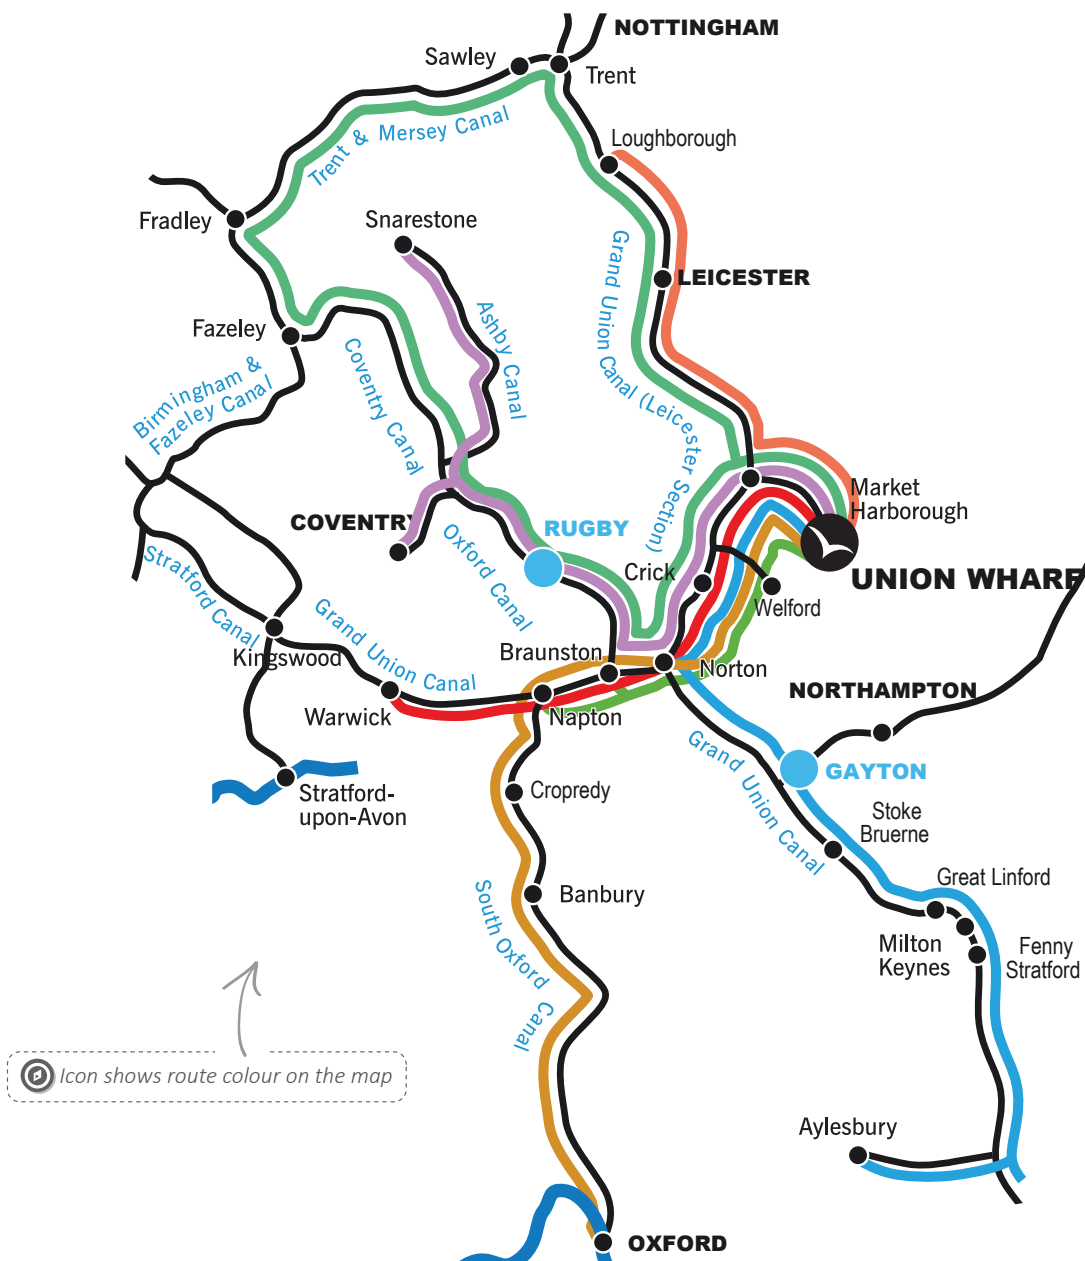 NOTTINGHAM
Sawley
Trent
Trent & Mersey Canal
Loughborough
Fradley
Snarestone
Grand Union Canal (Leicester Section)
LEICESTER
Ashby Canal
Fazeley
Coventry Canal
Birmingham &
Fazeley Canal
Market
Harborough
COVENTRY
RUGBY
Oxford Canal
UNION WHARF
Crick
Welford
Stratford Canal
Grand Union Canal
Kingswood
Braunston
Norton
NORTHAMPTON
Warwick
Napton
Grand Union Canal
GAYTON
Stratford-
upon-Avon
Cropredy
Stoke
Bruerne
Great Linford
Banbury
South Oxford Canal
Milton
Keynes
Fenny
Stratford
Icon shows route colour on the map
Aylesbury
OXFORD